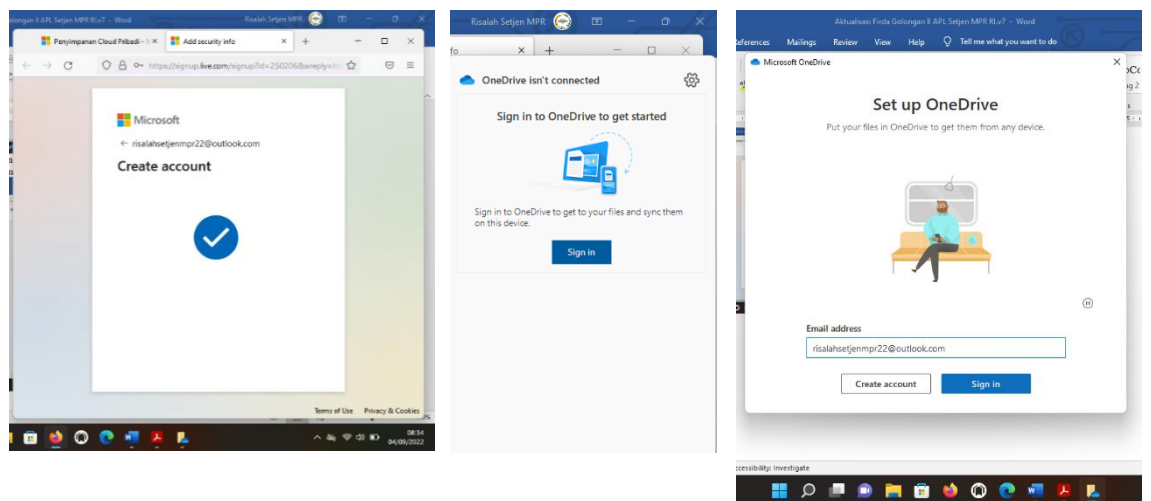 Risalah Setjen MPR
Penyimpanan Cloud Pribadi – 
Add security info
https://signup.live.com/signup?id=250206&
Microsoft
← risalahsetjenmpr22@outlook.com
Create account
Terms of Use Privacy & Cookies
08:34
04/09/2022
Risalah Setjen MPR
fo
OneDrive isn't connected
Sign in to OneDrive to get started
Sign in to OneDrive to get to your files and sync them
on this device.
Sign in
Aktualisasi Firda Golongan II APL Setjen MPR RI.v7 - Word
eferences Mailings Review View Help Tell me what you want to do
Microsoft OneDrive
Set up OneDrive
Put your files in OneDrive to get them from any device.
Email address
risalahsetjenmpr22@outlook.com
Create account Sign in
ccessibility: Investigate